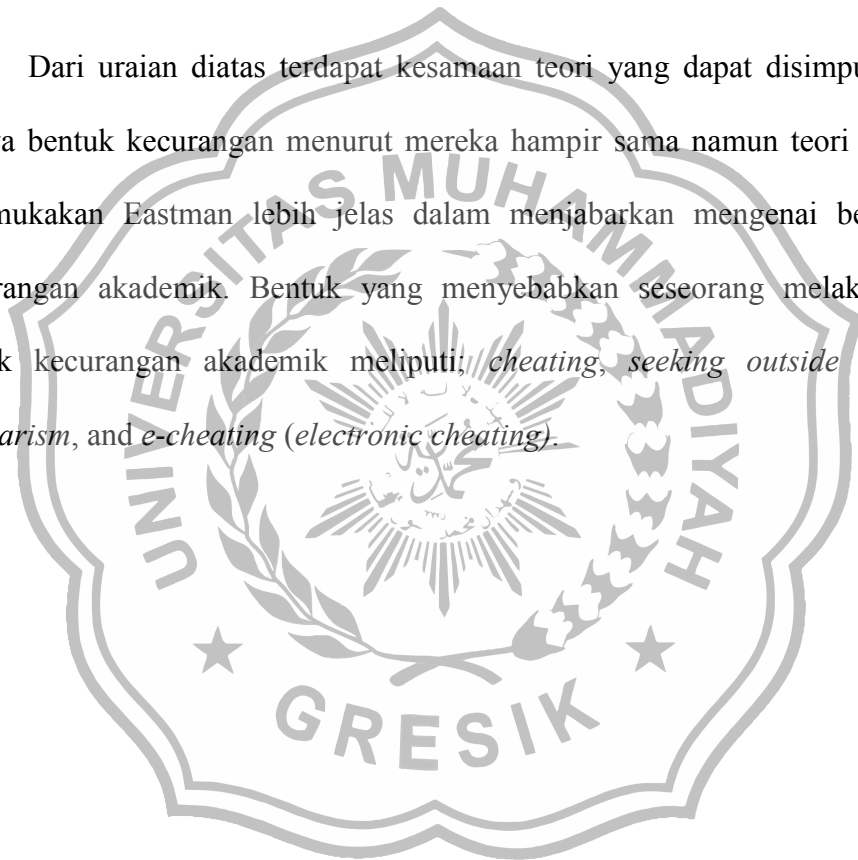 Dari uraian diatas terdapat kesamaan teori yang dapat disimpu
a bentuk kecurangan menurut mereka hampir sama namun teori
mukakan Eastman lebih jelas dalam menjabarkan mengenai be
rangan akademik. Bentuk yang menyebabkan seseorang melak
k kecurangan akademik meliputi; cheating, seeking outside
arism, and e-cheating (electronic cheating).
UNIVERSITAS MUHAMMADIYAH
GRESIK